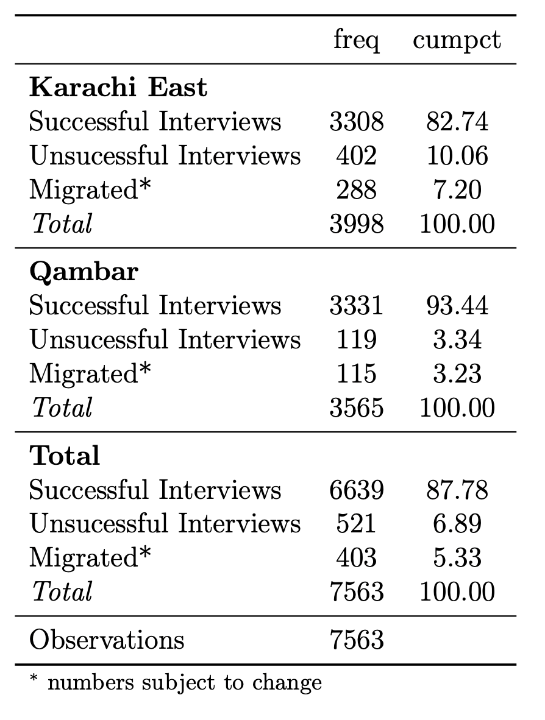 freq cumpct
Karachi East
Successful Interviews 3308 82.74
Unsucessful Interviews 402 10.06
Migrated* 288 7.20
Total 3998 100.00
Qambar
Successful Interviews 3331 93.44
Unsucessful Interviews 119 3.34
Migrated* 115 3.23
Total 3565 100.00
Total
Successful Interviews 6639 87.78
Unsucessful Interviews 521 6.89
Migrated* 403 5.33
Total 7563 100.00
Observations 7563
* numbers subject to change